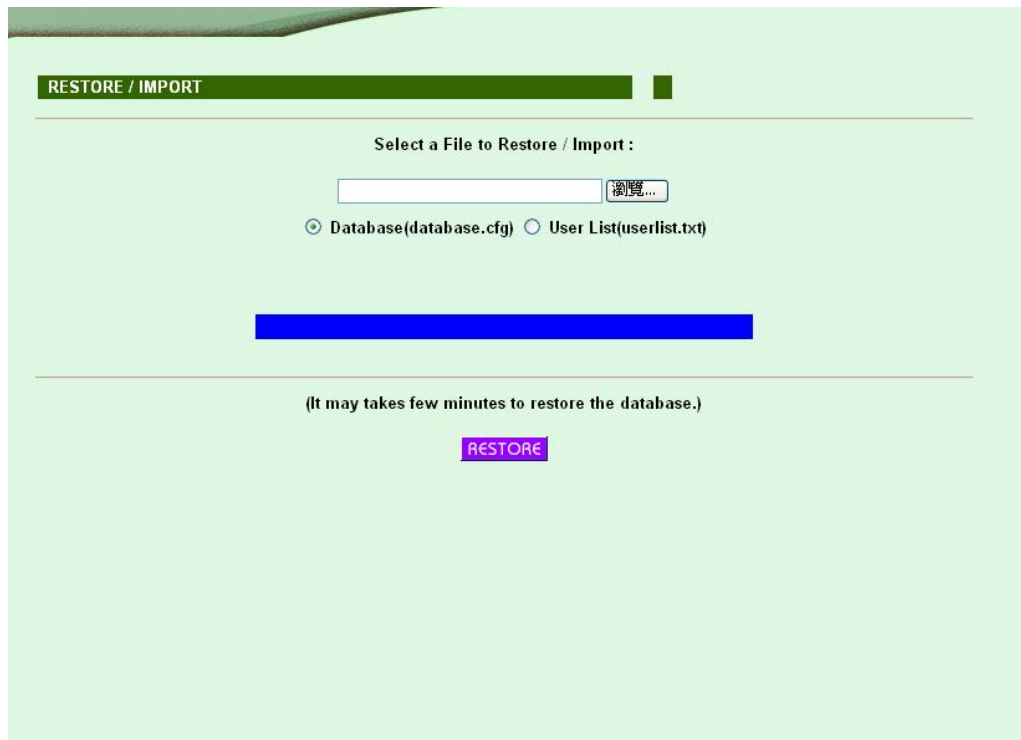 RESTORE / IMPORT
Select a File to Restore / Import :
瀏覽...
Database(database.cfg) User List(userlist.txt)
(It may takes few minutes to restore the database.)
RESTORE